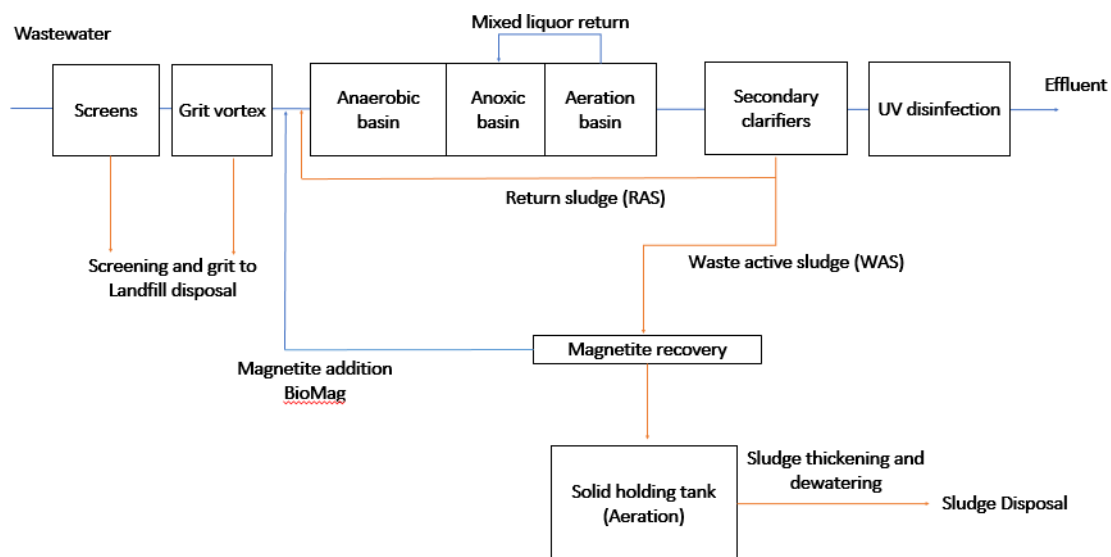 Mixed liquor return
Wastewater
Screens
Grit vortex
Anaerobic
basin
Anoxic
basin
Aeration
basin
Secondary
clarifiers
UV disinfection
Effluent
Return sludge (RAS)
Screening and grit to
Landfill disposal
Waste active sludge (WAS)
Magnetite recovery
Magnetite addition
BioMag
Solid holding tank
(Aeration)
Sludge thickening and
dewatering
Sludge Disposal